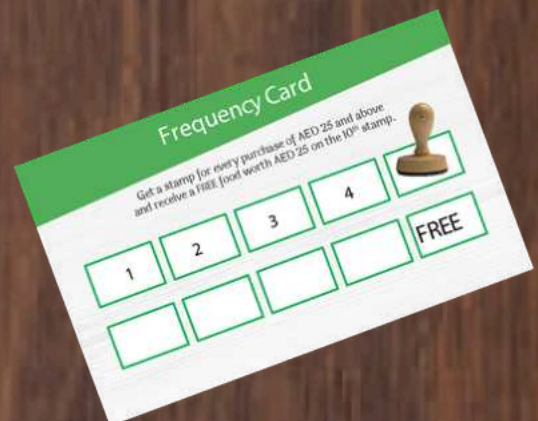 Frequency Card
Get a stamp for every purchase of AED 25 and above
and receive a FREE food worth AED 25 on the 10th stamp.
1 2 3 4
FREE